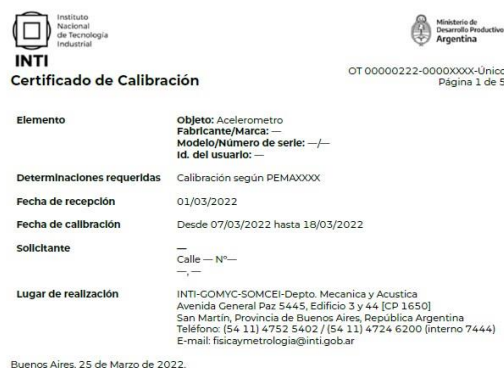 Instituto
Nacional
de Tecnología
Industrial
INTI
Ministerio de
Desarrollo Productivo
Argentina
Certificado de Calibración
OT 00000222-0000XXXX-Único
Página 1 de 5
Elemento
Objeto: Acelerometro
Fabricante/Marca: —
Modelo/Número de serie: —/—
Id. del usuario: —
Determinaciones requeridas Calibración según PEMAXXXX
Fecha de recepción 01/03/2022
Fecha de calibración Desde 07/03/2022 hasta 18/03/2022
Solicitante —
Calle — Nº—
—, —
Lugar de realización INTI-GOMYC-SOMCEI-Depto. Mecanica y Acustica
Avenida General Paz 5445, Edificio 3 y 44 [CP 1650]
San Martín, Provincia de Buenos Aires, República Argentina
Teléfono: (54 11) 4752 5402 / (54 11) 4724 6200 (interno 7444)
E-mail: fisicaymetrologia@inti.gob.ar
Buenos Aires, 25 de Marzo de 2022.